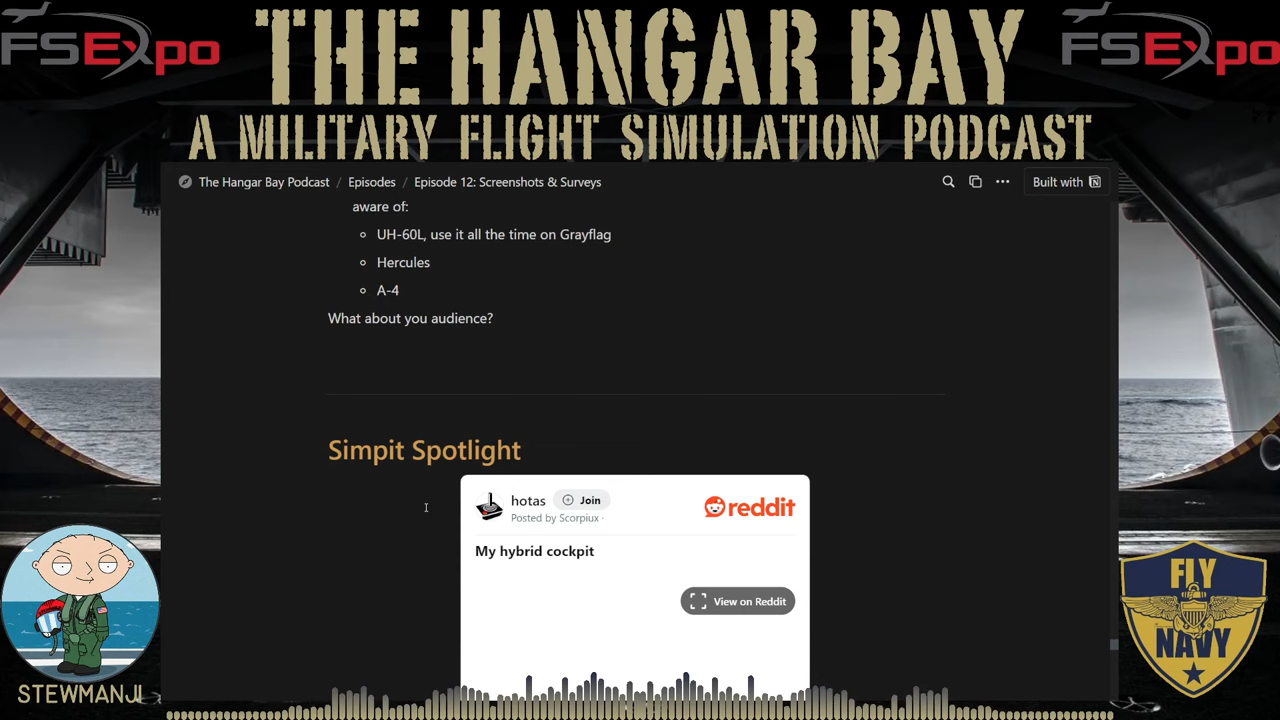 FSExpo
THE HANGAR BAY
FSExpo
A MILITARY FLIGHT SIMULATION PODCAST
The Hangar Bay Podcast / Episodes / Episode 12: Screenshots & Surveys
Built with
aware of:
UH-60L, use it all the time on Grayflag
Hercules
A-4
What about you audience?
Simpit Spotlight
hotas
Join
reddit
Posted by Scorpiux ·
My hybrid cockpit
View on Reddit
STEWMANJI
FLY
NAVY